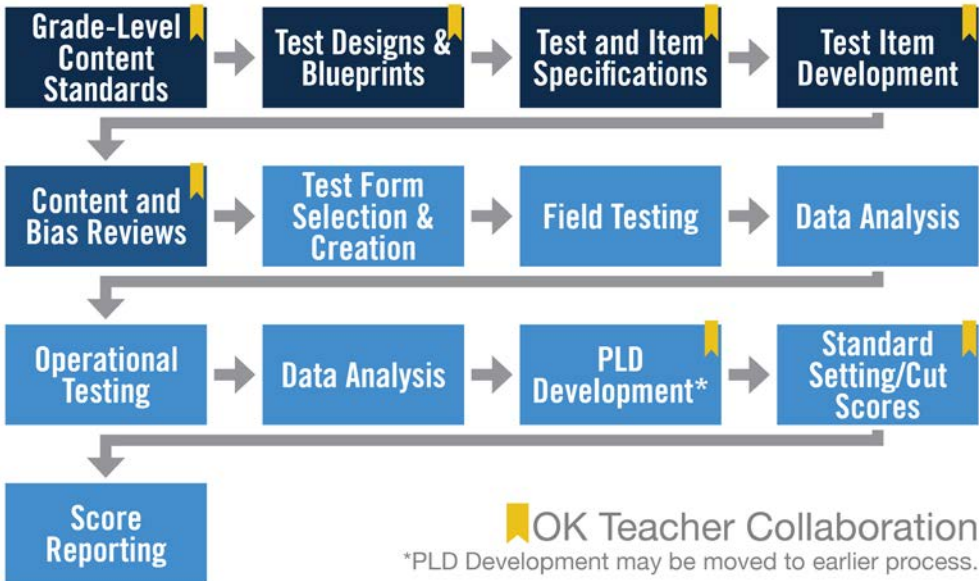 Grade-Level
Content
Standards
Test Designs &
Blueprints
Test and Item
Specifications
Test Item
Development
Content and
Bias Reviews
Test Form
Selection &
Creation
Field Testing
Data Analysis
Operational
Testing
Data Analysis
PLD
Development*
Standard
Setting/Cut
Scores
Score
Reporting
OK Teacher Collaboration
*PLD Development may be moved to earlier process.